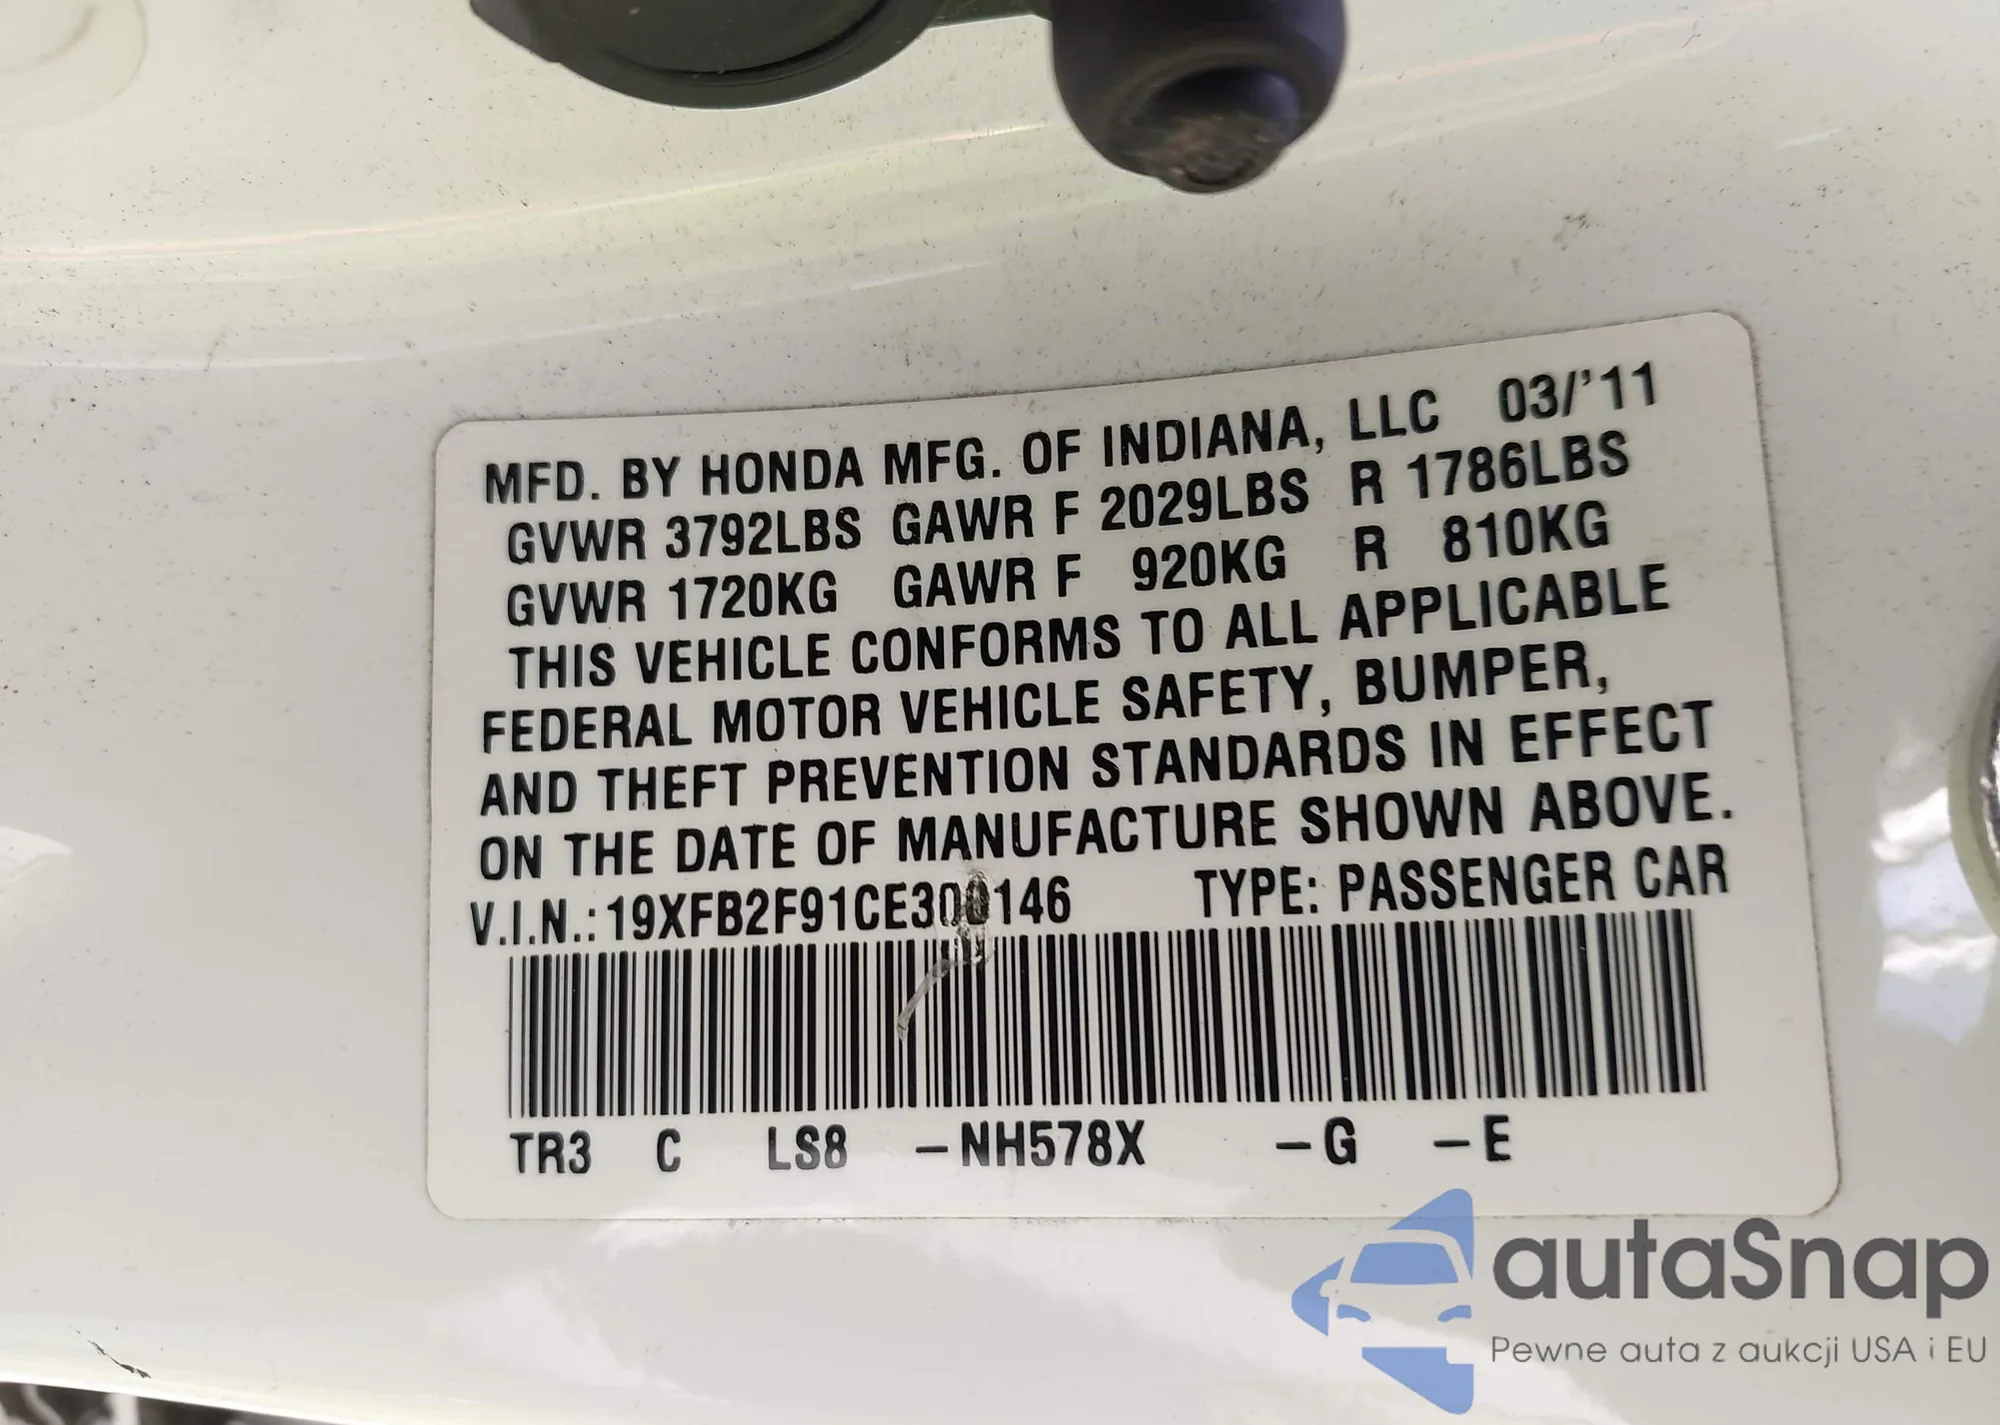 MFD. BY HONDA MFG. OF INDIANA, LLC 03/'11
GVWR 3792LBS GAWR F 2029LBS R 1786LBS
GVWR 1720KG GAWR F 920KG R 810KG
THIS VEHICLE CONFORMS TO ALL APPLICABLE
FEDERAL MOTOR VEHICLE SAFETY, BUMPER,
AND THEFT PREVENTION STANDARDS IN EFFECT
ON THE DATE OF MANUFACTURE SHOWN ABOVE.
V.I.N.: 19XFB2F91CE300146 TYPE: PASSENGER CAR
TR3 C LS8 –NH578X –G –E
autaSnap
Pewne auta z aukcji USA i EU